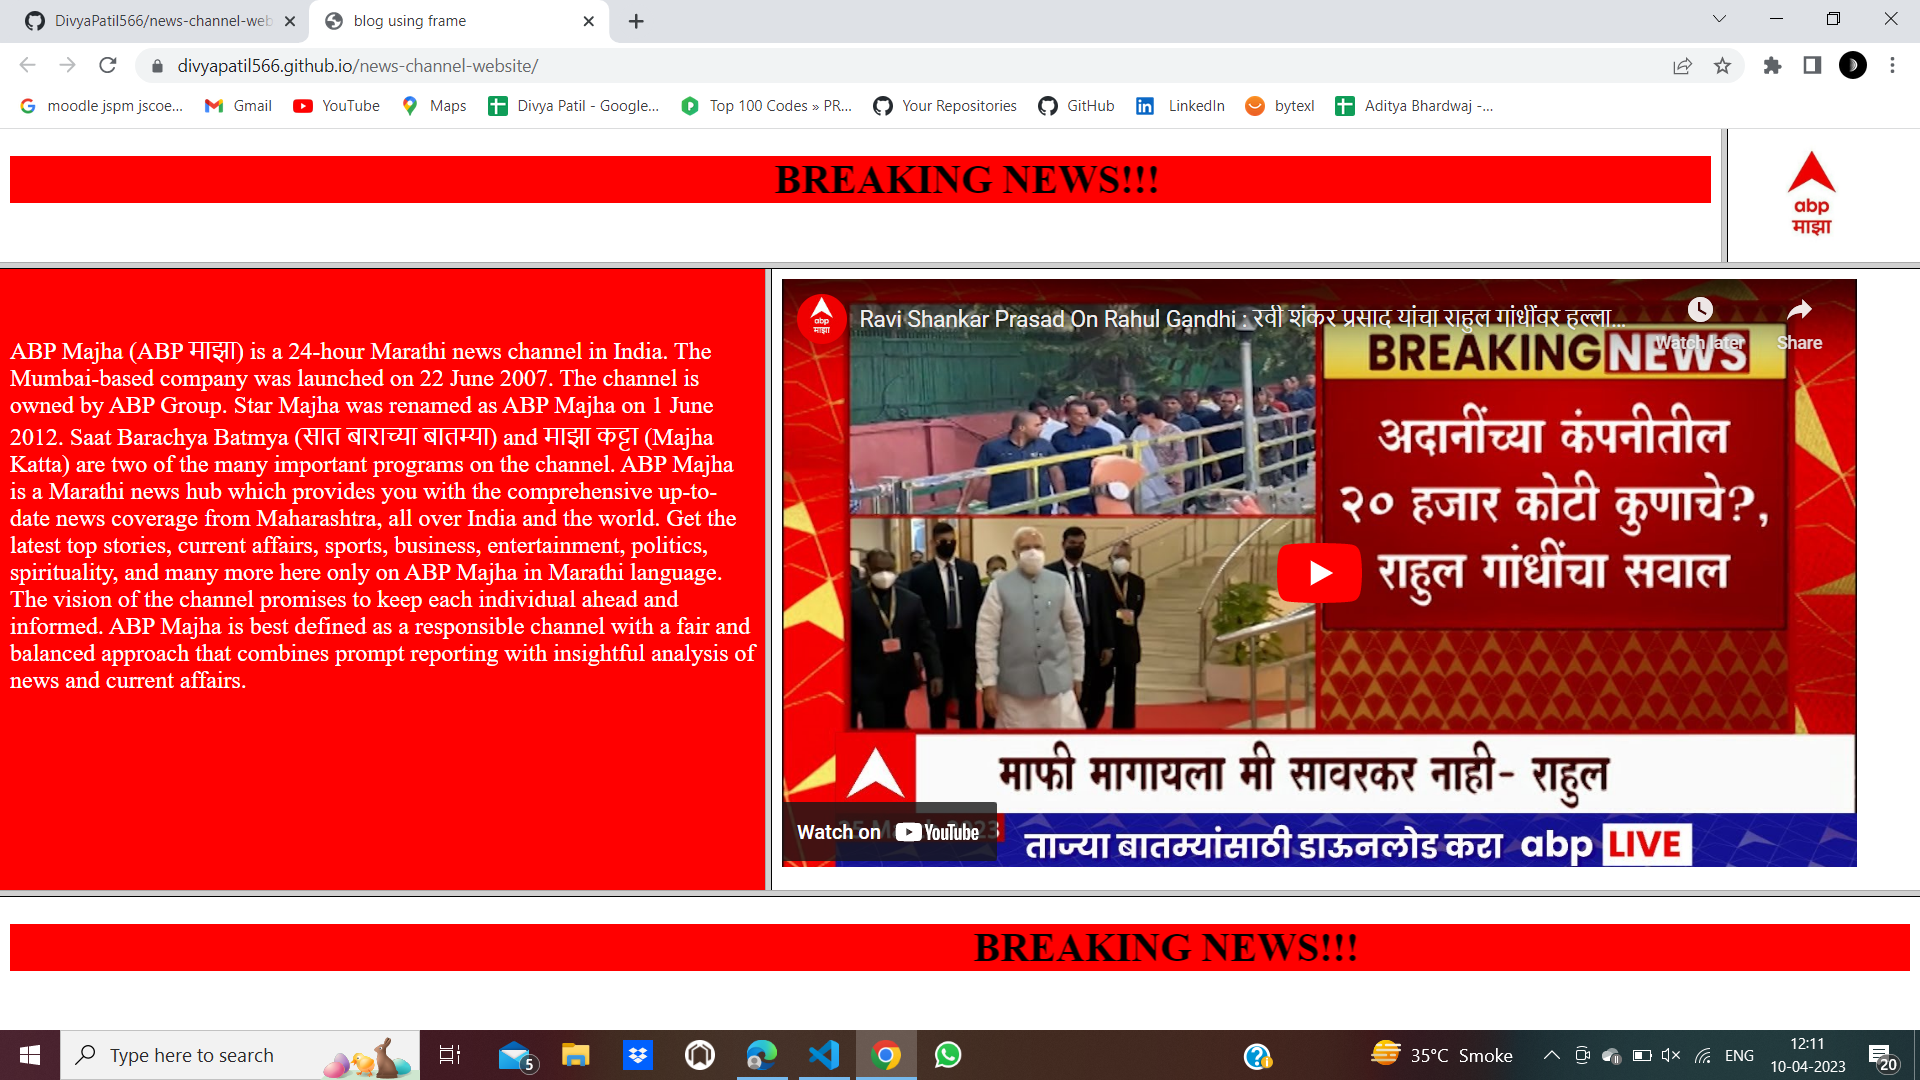 DivyaPatil566/news-channel-web
blog using frame
divyapatil566.github.io/news-channel-website/
moodle jspm jscoe...
Gmail
YouTube
Maps
Divya Patil - Google...
Top 100 Codes » PR...
Your Repositories
GitHub
LinkedIn
bytexl
Aditya Bhardwaj -...
BREAKING NEWS!!!
abp
माझा
ABP Majha (ABP माझा) is a 24-hour Marathi news channel in India. The
Mumbai-based company was launched on 22 June 2007. The channel is
owned by ABP Group. Star Majha was renamed as ABP Majha on 1 June
2012. Saat Barachya Batmya (सात बाराच्या बातम्या) and माझा कट्टा (Majha
Katta) are two of the many important programs on the channel. ABP Majha
is a Marathi news hub which provides you with the comprehensive up-to-
date news coverage from Maharashtra, all over India and the world. Get the
latest top stories, current affairs, sports, business, entertainment, politics,
spirituality, and many more here only on ABP Majha in Marathi language.
The vision of the channel promises to keep each individual ahead and
informed. ABP Majha is best defined as a responsible channel with a fair and
balanced approach that combines prompt reporting with insightful analysis of
news and current affairs.
abp
माझा
Ravi Shankar Prasad On Rahul Gandhi : रवी शंकर प्रसाद यांचा राहुल गांधींवर हल्ला...
Watch later
Share
BREAKING NEWS
अदानींच्या कंपनीतील
२० हजार कोटी कुणाचे?,
राहुल गांधींचा सवाल
माफी मागायला मी सावरकर नाही- राहुल
Watch on YouTube
ताज्या बातम्यांसाठी डाऊनलोड करा abp LIVE
BREAKING NEWS!!!
Type here to search
5
35°C Smoke
ENG
12:11
10-04-2023
20